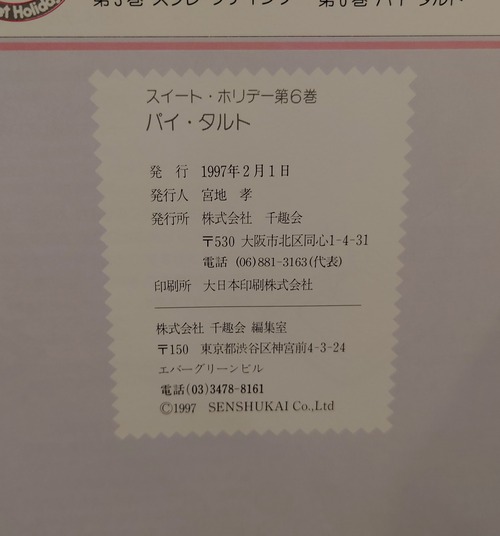 スイート・ホリデー第6巻
パイ・タルト
発 行 1997年2月1日
発行人 宮地 孝
発行所 株式会社 千趣会
〒530 大阪市北区同心1-4-31
電話 (06)881-3163(代表)
印刷所 大日本印刷株式会社
株式会社 千趣会 編集室
〒150 東京都渋谷区神宮前4-3-24
エバーグリーンビル
電話(03)3478-8161
©1997 SENSHUKAI Co.,Ltd